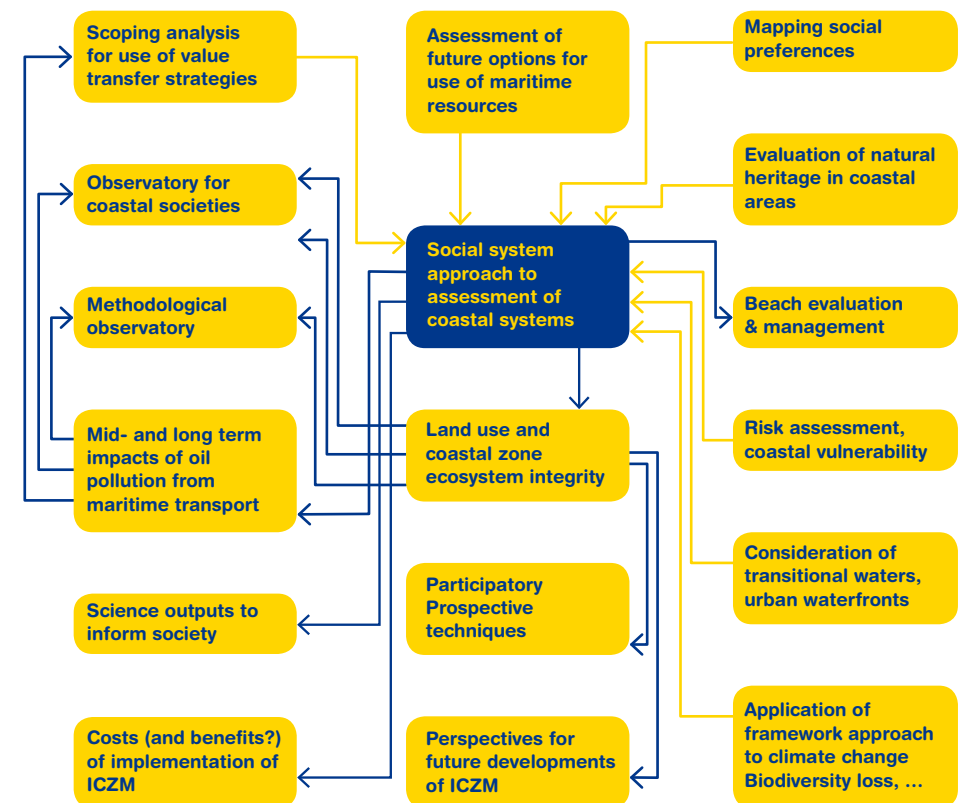 Scoping analysis
for use of value
transfer strategies
Assessment of
future options for
use of maritime
resources
Mapping social
preferences
Observatory for
coastal societies
Evaluation of natural
heritage in coastal
areas
Social system
approach to
assessment of
coastal systems
Methodological
observatory
Beach evaluation
& management
Mid- and long term
impacts of oil
pollution from
maritime transport
Land use and
coastal zone
ecosystem integrity
Risk assessment,
coastal vulnerability
Science outputs to
inform society
Participatory
Prospective
techniques
Consideration of
transitional waters,
urban waterfronts
Costs (and benefits?)
of implementation of
ICZM
Perspectives for
future developments
of ICZM
Application of
framework approach
to climate change
Biodiversity loss, …